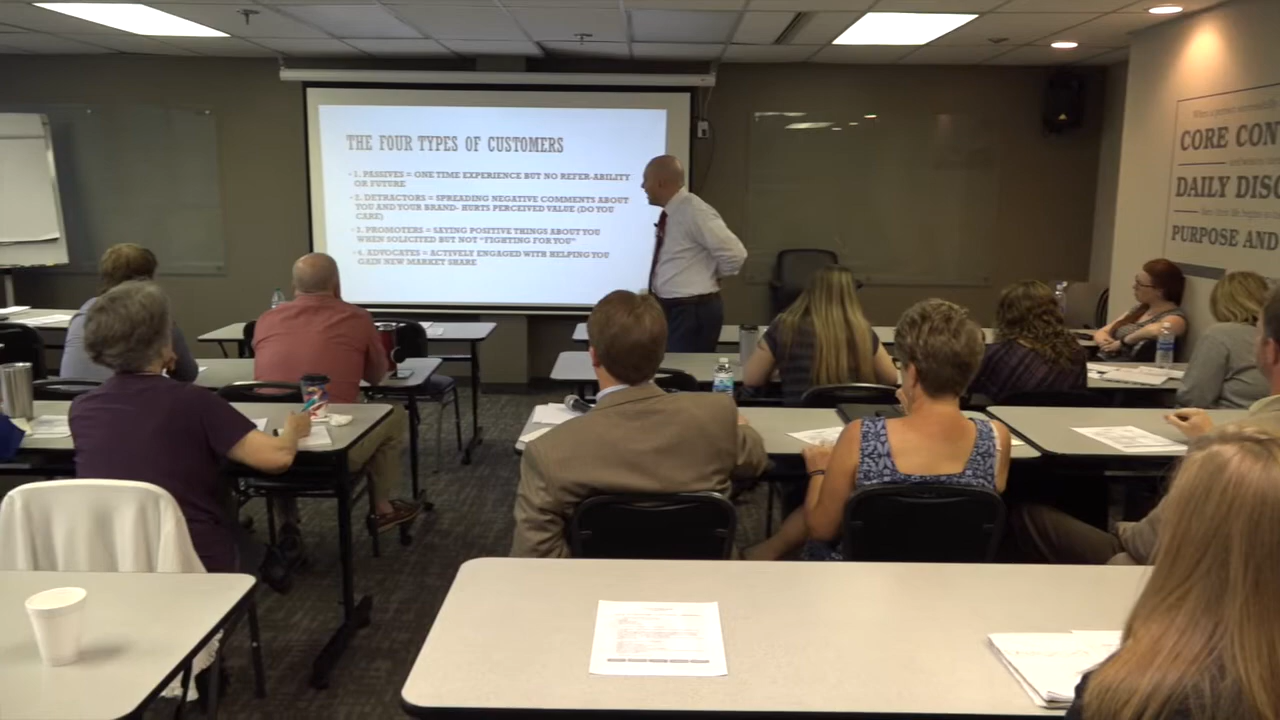 THE FOUR TYPES OF CUSTOMERS
1. PASSIVES = ONE TIME EXPERIENCE BUT NO REFER-ABILITY
OR FUTURE
2. DETRACTORS = SPREADING NEGATIVE COMMENTS ABOUT
YOU AND YOUR BRAND- HURTS PERCEIVED VALUE (DO YOU
CARE)
3. PROMOTERS = SAYING POSITIVE THINGS ABOUT YOU
WHEN SOLICITED BUT NOT "FIGHTING FOR YOU"
4. ADVOCATES = ACTIVELY ENGAGED WITH HELPING YOU
GAIN NEW MARKET SHARE
CORE CON
DAILY DISC
PURPOSE AND